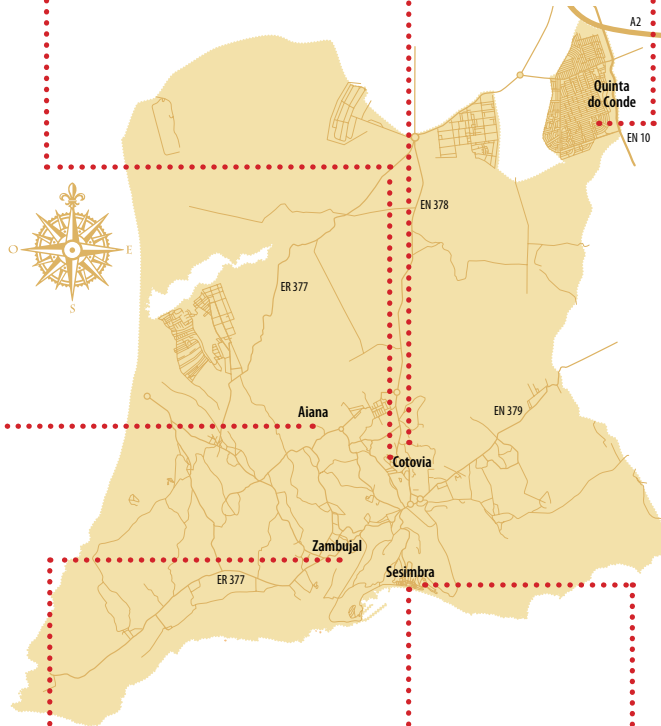 A2
Quinta
do Conde
EN 10
EN 378
O
E
S
ER 377
Aiana
EN 379
Cotovia
Zambujal
Sesimbra
ER 377